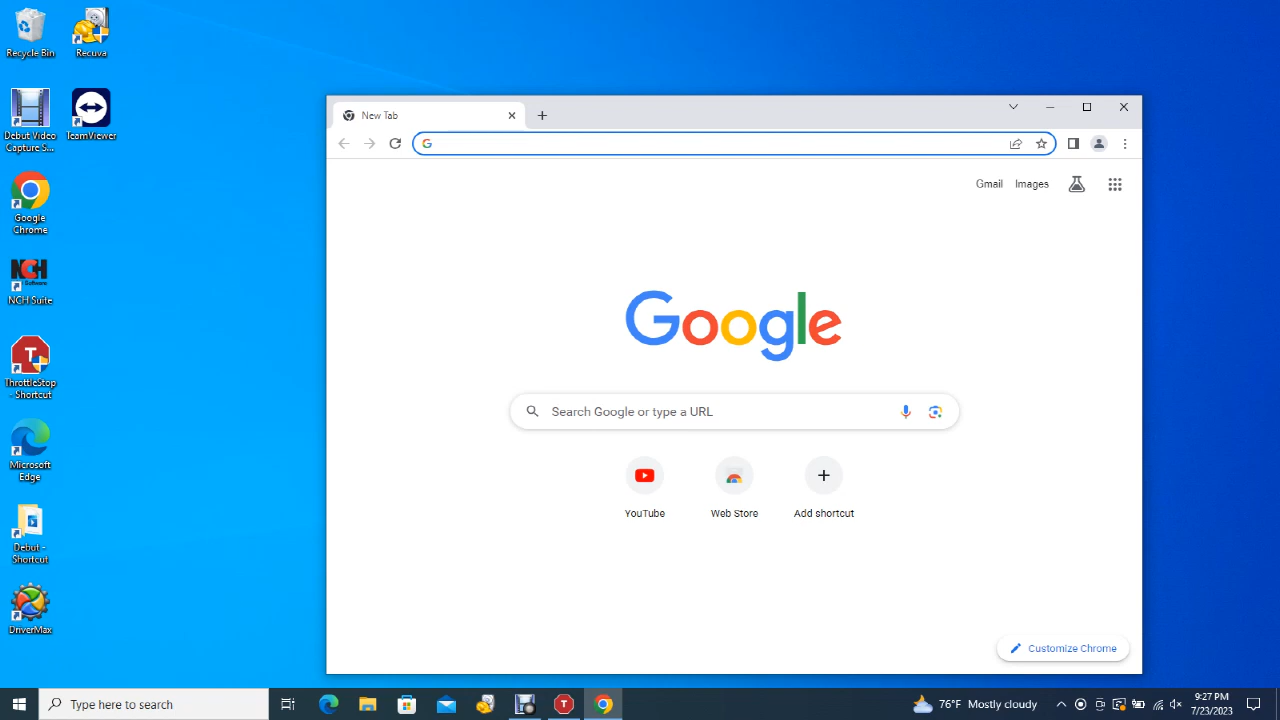 Recycle Bin
Recuva
Debut Video
Capture S...
TeamViewer
Google
Chrome
NCH
Software
NCH Suite
T
ThrottleStop
- Shortcut
Microsoft
Edge
Debut -
Shortcut
DriverMax
New Tab
G
Gmail Images
Google
Search Google or type a URL
YouTube Web Store Add shortcut
Customize Chrome
Type here to search
T
76°F Mostly cloudy
9:27 PM
7/23/2023